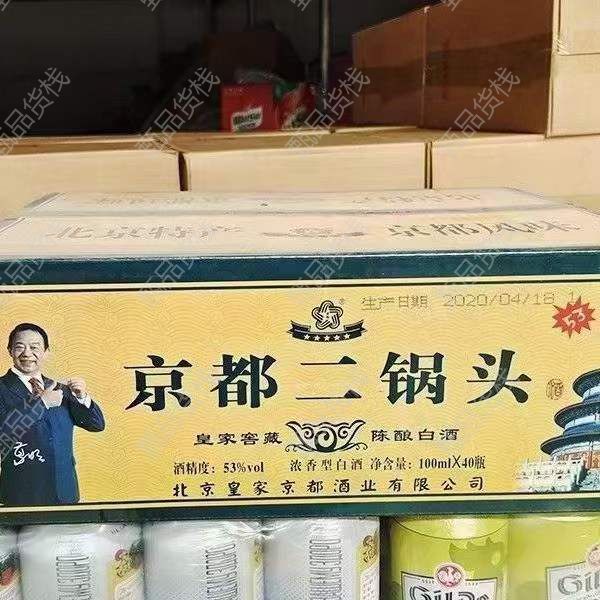 北京特产
京都风味
生产日期 2020/04/18 1
53
京都二锅头
酒
皇家窖藏
陈酿白酒
酒精度：53%vol 浓香型白酒 净含量：100mlX40瓶
北京皇家京都酒业有限公司